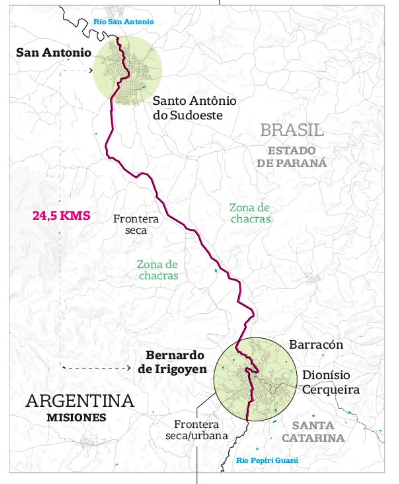 Río San Antonio
San Antonio
Santo Antônio
do Sudoeste
BRASIL
ESTADO
DE PARANÁ
24,5 KMS
Zona de
chacras
Frontera
seca
Zona de
chacras
Barracón
Bernardo
de Irigoyen
Dionísio
Cerqueira
ARGENTINA
MISIONES
Frontera
seca/urbana
SANTA
CATARINA
Río Pepirí Guazú